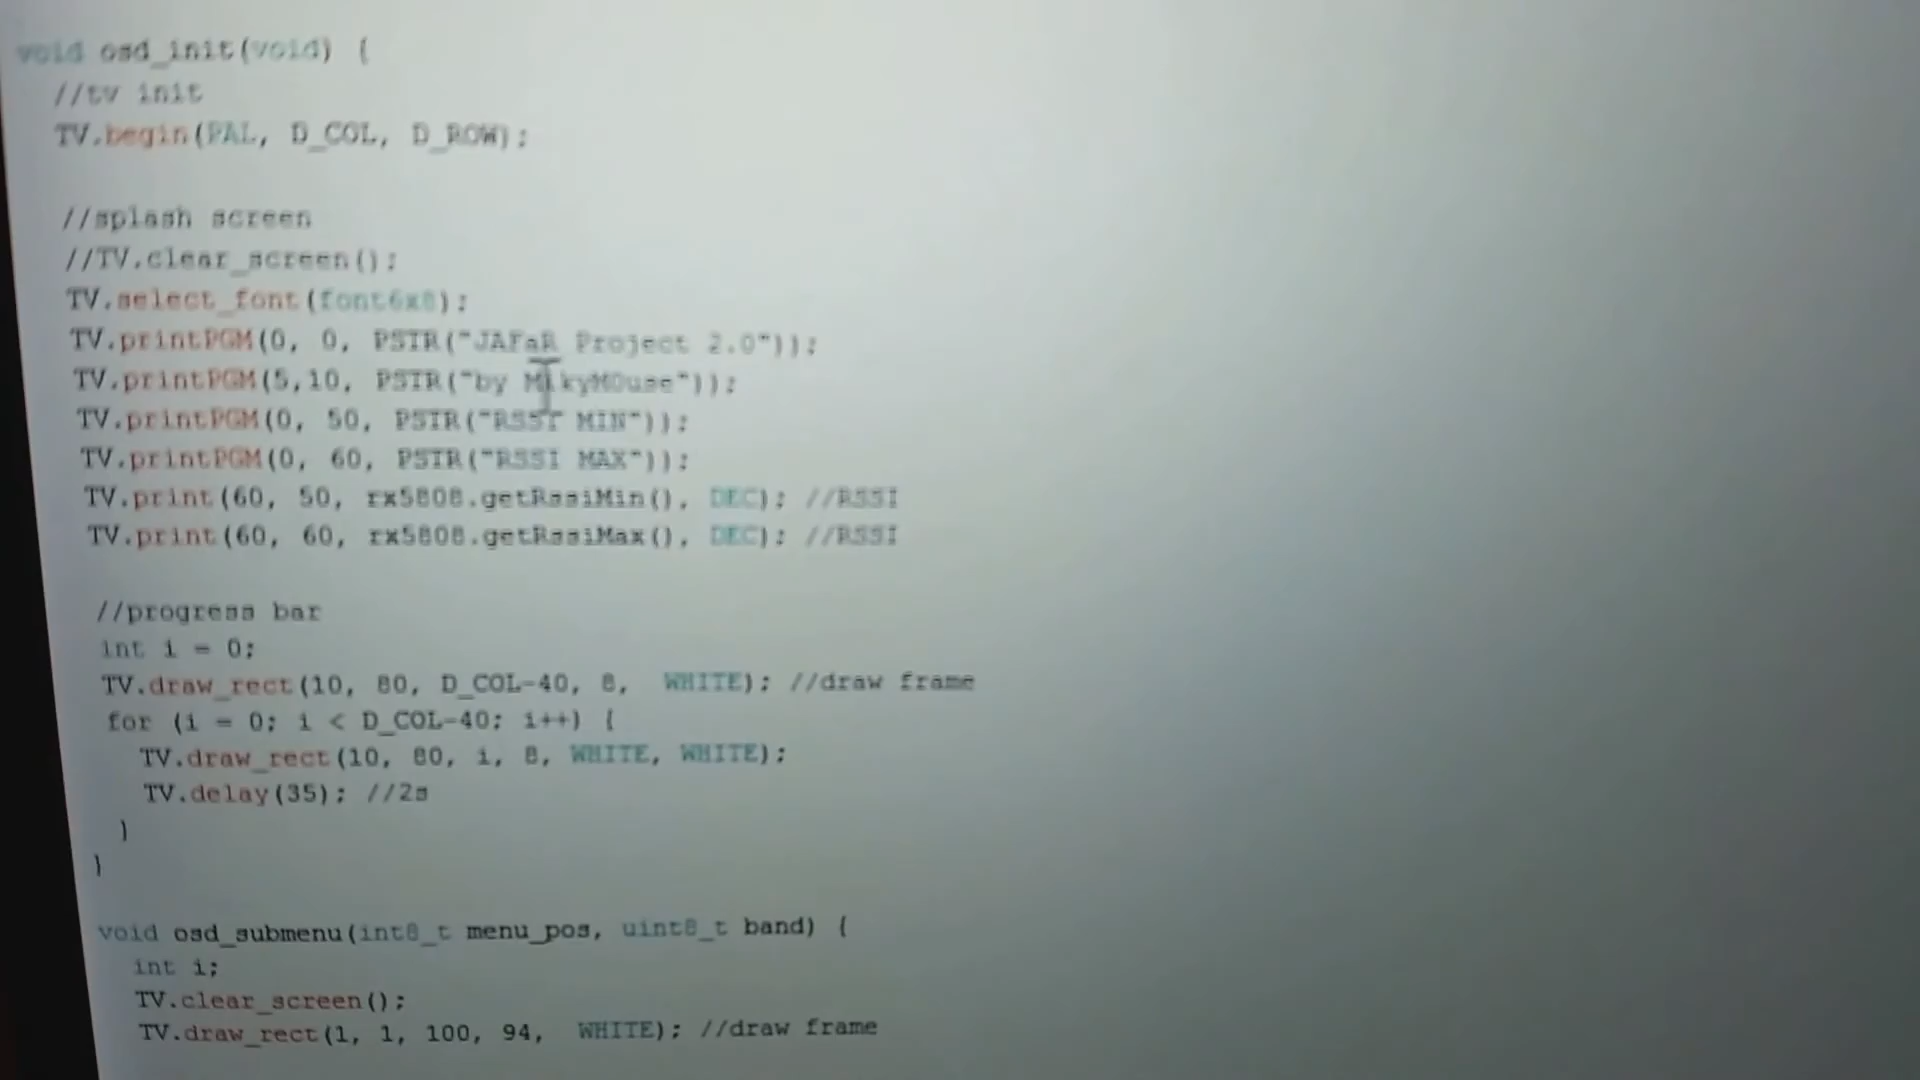 void osd_init(void) {
//tv init
TV.begin(PAL, D_COL, D_ROW);
//splash screen
//TV.clear_screen();
TV.select_font(font6x8);
TV.printPGM(0, 0, PSTR("JAFaR Project 2.0"));
TV.printPGM(5,10, PSTR("by MikyM0use"));
TV.printPGM(0, 50, PSTR("RSSI MIN"));
TV.printPGM(0, 60, PSTR("RSSI MAX"));
TV.print(60, 50, rx5808.getRssiMin(), DEC); //RSSI
TV.print(60, 60, rx5808.getRssiMax(), DEC); //RSSI
//progress bar
int i = 0;
TV.draw_rect(10, 80, D_COL-40, 8,  WHITE); //draw frame
for (i = 0; i < D_COL-40; i++) {
TV.draw_rect(10, 80, i, 8, WHITE, WHITE);
TV.delay(35); //2s
}
}
void osd_submenu(int8_t menu_pos, uint8_t band) {
int i;
TV.clear_screen();
TV.draw_rect(1, 1, 100, 94,  WHITE); //draw frame